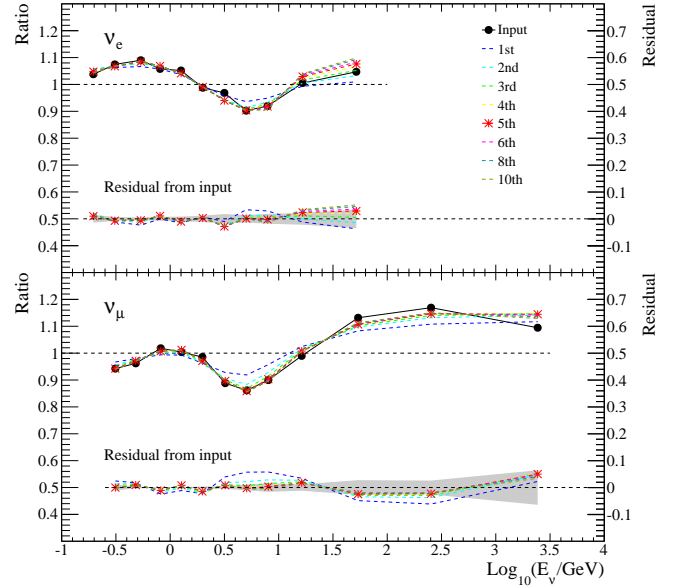 Ratio
Residual
1.2
1.1
1
0.9
0.8
0.7
0.6
0.5
0.4
0.7
0.6
0.5
0.4
0.3
0.2
0.1
0
-0.1
νe
Input
1st
2nd
3rd
4th
5th
6th
8th
10th
Residual from input
Ratio
Residual
1.2
1.1
1
0.9
0.8
0.7
0.6
0.5
0.4
0.7
0.6
0.5
0.4
0.3
0.2
0.1
0
-0.1
νμ
Residual from input
-1 -0.5 0 0.5 1 1.5 2 2.5 3 3.5 4
Log10(Eν/GeV)